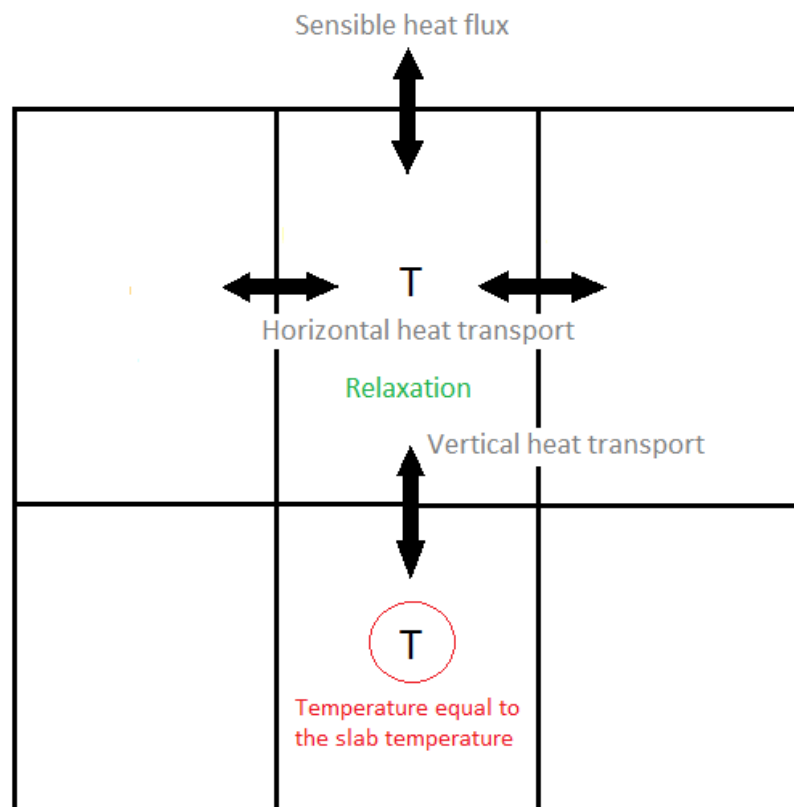 Sensible heat flux
T
Horizontal heat transport
Relaxation
Vertical heat transport
T
Temperature equal to
the slab temperature